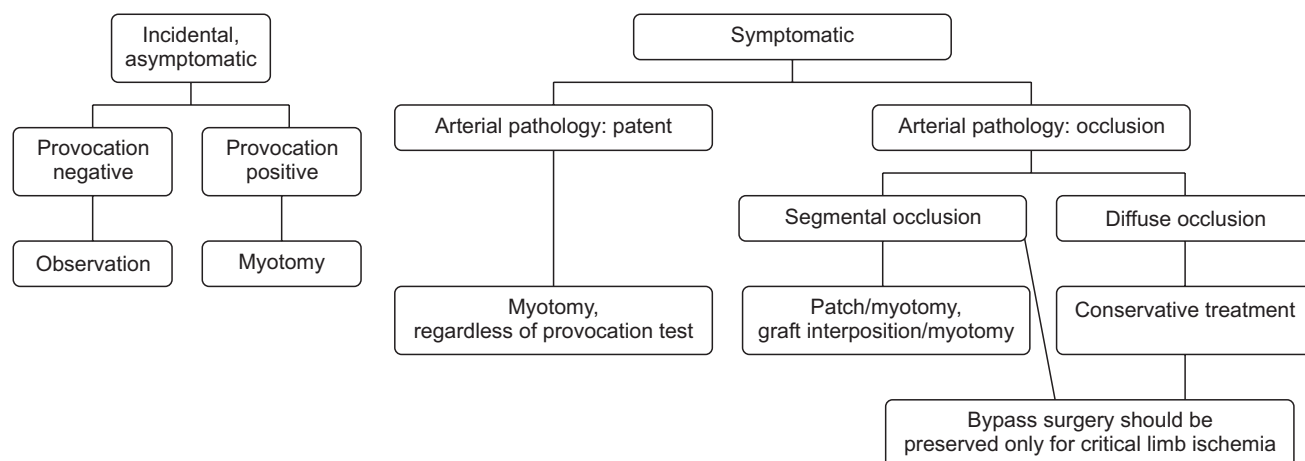 Incidental,
asymptomatic
Provocation
negative
Provocation
positive
Observation
Myotomy
Symptomatic
Arterial pathology: patent
Arterial pathology: occlusion
Segmental occlusion
Diffuse occlusion
Myotomy,
regardless of provocation test
Patch/myotomy,
graft interposition/myotomy
Conservative treatment
Bypass surgery should be
preserved only for critical limb ischemia